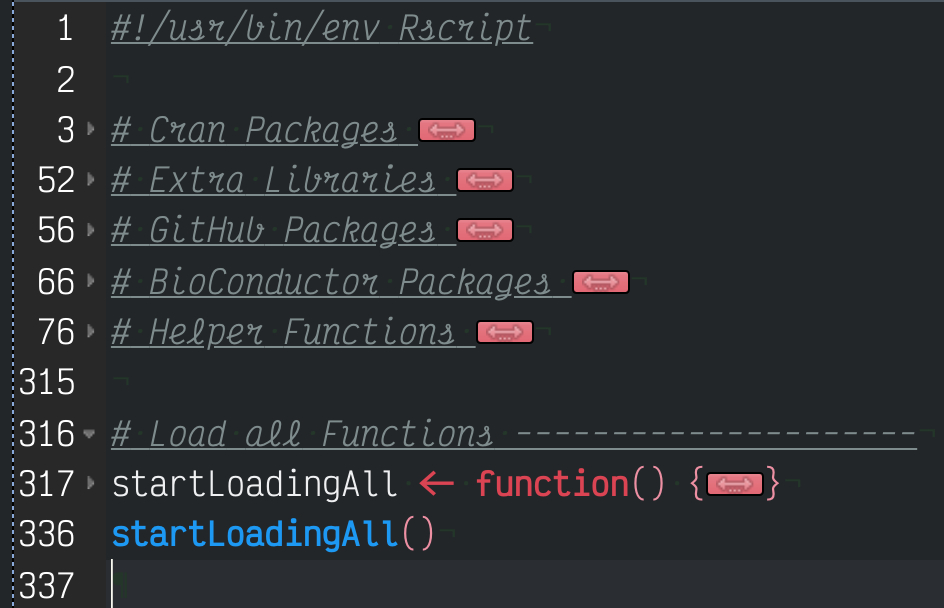 1 #!/usr/bin/env Rscript
2
3 # Cran Packages
52 # Extra Libraries
56 # GitHub Packages
66 # BioConductor Packages
76 # Helper Functions
315
316 # Load all Functions ---------------------
317 startLoadingAll <- function() {...}
336 startLoadingAll()
337